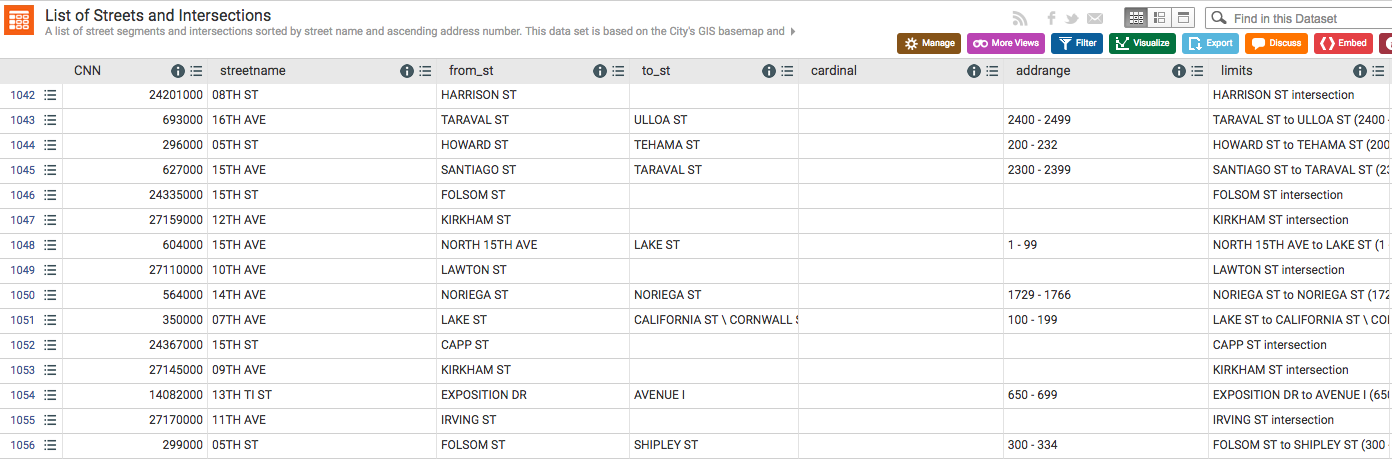 List of Streets and Intersections
A list of street segments and intersections sorted by street name and ascending address number. This data set is based on the City's GIS basemap and
Find in this Dataset
Manage More Views Filter Visualize Export Discuss Embed
CNN streetname from_st to_st cardinal addrange limits
1042 24201000 08TH ST HARRISON ST HARRISON ST intersection
1043 693000 16TH AVE TARAVAL ST ULLOA ST 2400 - 2499 TARAVAL ST to ULLOA ST (2400 -
1044 296000 05TH ST HOWARD ST TEHAMA ST 200 - 232 HOWARD ST to TEHAMA ST (200
1045 627000 15TH AVE SANTIAGO ST TARAVAL ST 2300 - 2399 SANTIAGO ST to TARAVAL ST (23
1046 24335000 15TH ST FOLSOM ST FOLSOM ST intersection
1047 27159000 12TH AVE KIRKHAM ST KIRKHAM ST intersection
1048 604000 15TH AVE NORTH 15TH AVE LAKE ST 1 - 99 NORTH 15TH AVE to LAKE ST (1
1049 27110000 10TH AVE LAWTON ST LAWTON ST intersection
1050 564000 14TH AVE NORIEGA ST NORIEGA ST 1729 - 1766 NORIEGA ST to NORIEGA ST (172
1051 350000 07TH AVE LAKE ST CALIFORNIA ST \ CORNWALL 100 - 199 LAKE ST to CALIFORNIA ST \ CO
1052 24367000 15TH ST CAPP ST CAPP ST intersection
1053 27145000 09TH AVE KIRKHAM ST KIRKHAM ST intersection
1054 14082000 13TH TI ST EXPOSITION DR AVENUE I 650 - 699 EXPOSITION DR to AVENUE I (650
1055 27170000 11TH AVE IRVING ST IRVING ST intersection
1056 299000 05TH ST FOLSOM ST SHIPLEY ST 300 - 334 FOLSOM ST to SHIPLEY ST (300